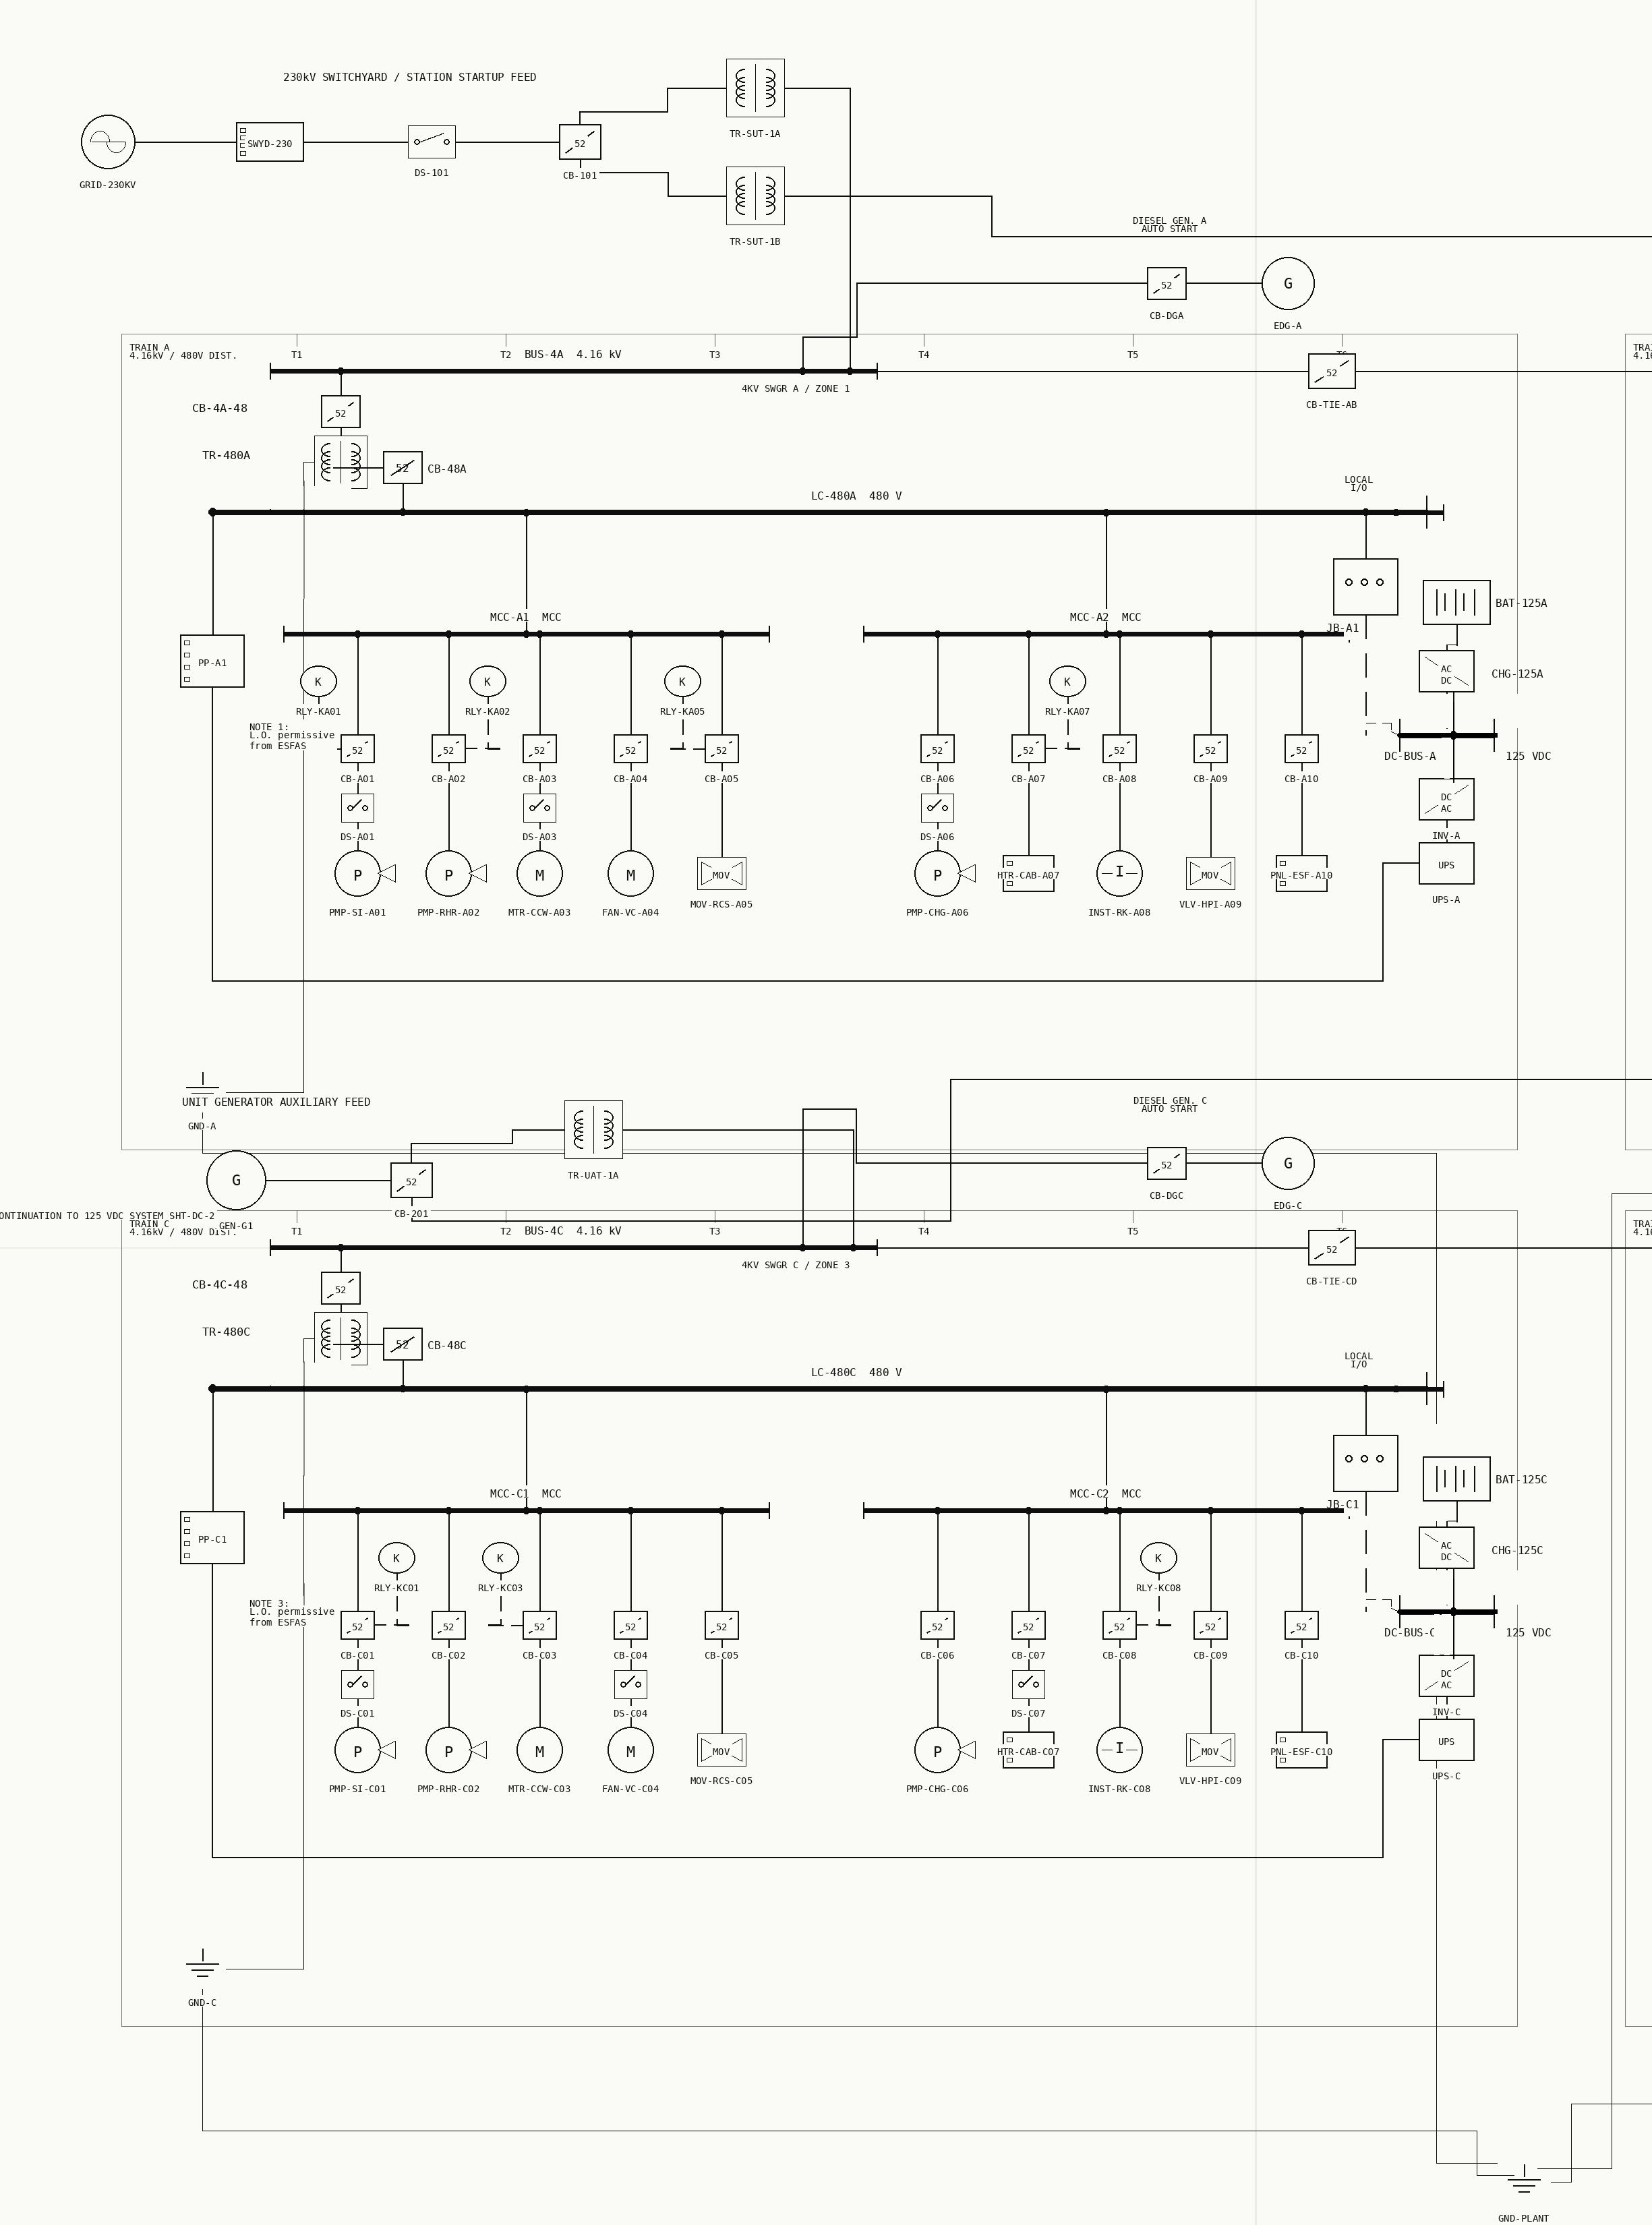 230kV SWITCHYARD / STATION STARTUP FEED
TR-SUT-1A
SWYD-230
52
GRID-230KV
DS-101
CB-101
TR-SUT-1B
DIESEL GEN. A
AUTO START
52
G
CB-DGA
EDG-A
TRAIN A
4.16kV / 480V DIST.
T1
T2
BUS-4A 4.16 kV
T3
T4
T5
4KV SWGR A / ZONE 1
52
CB-TIE-AB
CB-4A-48
52
TR-480A
52
CB-48A
LC-480A 480 V
LOCAL
I/O
MCC-A1 MCC
MCC-A2 MCC
JB-A1
BAT-125A
PP-A1
AC
DC
CHG-125A
K
K
K
K
RLY-KA01
RLY-KA02
RLY-KA05
RLY-KA07
NOTE 1:
L.O. permissive
from ESFAS
52
52
52
52
52
52
52
52
52
52
DC-BUS-A
125 VDC
CB-A01
CB-A02
CB-A03
CB-A04
CB-A05
CB-A06
CB-A07
CB-A08
CB-A09
CB-A10
DC
AC
INV-A
DS-A01
DS-A03
DS-A06
P
P
M
M
MOV
P
HTR-CAB-A07
I
MOV
PNL-ESF-A10
UPS
UPS-A
PMP-SI-A01
PMP-RHR-A02
MTR-CCW-A03
FAN-VC-A04
MOV-RCS-A05
PMP-CHG-A06
INST-RK-A08
VLV-HPI-A09
UNIT GENERATOR AUXILIARY FEED
GND-A
DIESEL GEN. C
AUTO START
TR-UAT-1A
G
52
CB-201
52
G
CB-DGC
EDG-C
ONTINUATION TO 125 VDC SYSTEM SHT-DC-2
GEN-G1
TRAIN C
4.16kV / 480V DIST.
T1
T2
BUS-4C 4.16 kV
T3
T4
T5
4KV SWGR C / ZONE 3
52
CB-TIE-CD
CB-4C-48
52
TR-480C
52
CB-48C
LC-480C 480 V
LOCAL
I/O
MCC-C1 MCC
MCC-C2 MCC
JB-C1
BAT-125C
PP-C1
AC
DC
CHG-125C
K
K
K
RLY-KC01
RLY-KC03
RLY-KC08
NOTE 3:
L.O. permissive
from ESFAS
52
52
52
52
52
52
52
52
52
52
DC-BUS-C
125 VDC
CB-C01
CB-C02
CB-C03
CB-C04
CB-C05
CB-C06
CB-C07
CB-C08
CB-C09
CB-C10
DC
AC
INV-C
DS-C01
DS-C04
DS-C07
P
P
M
M
MOV
P
HTR-CAB-C07
I
MOV
PNL-ESF-C10
UPS
UPS-C
PMP-SI-C01
PMP-RHR-C02
MTR-CCW-C03
FAN-VC-C04
MOV-RCS-C05
PMP-CHG-C06
INST-RK-C08
VLV-HPI-C09
GND-C
GND-PLANT